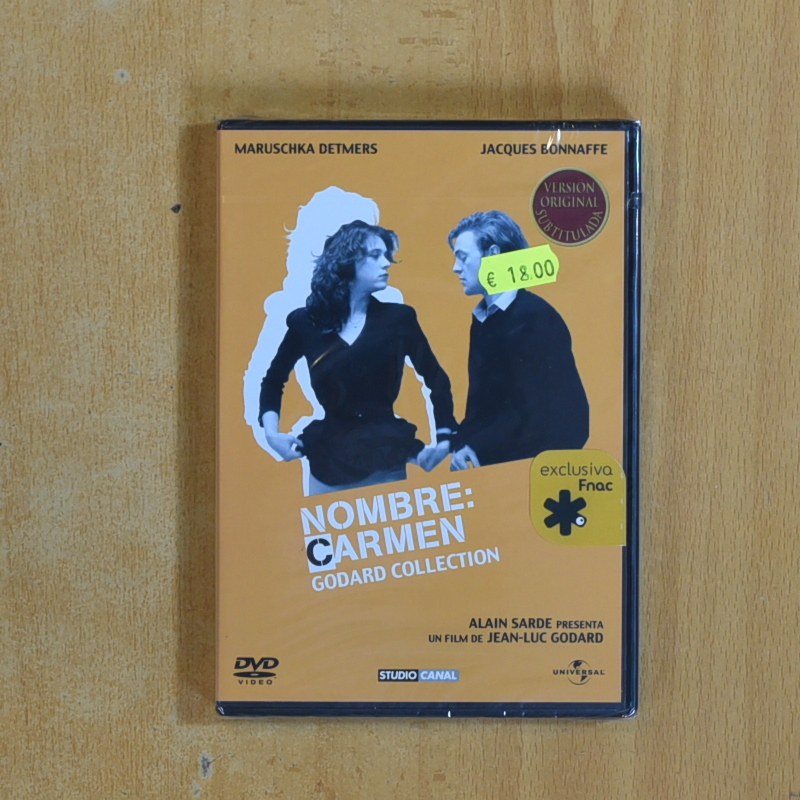 MARUSCHKA DETMERS
JACQUES BONNAFFE
VERSION
ORIGINAL
SUBTITULADA
€ 18.00
exclusiva
Fnac
NOMBRE:
CARMEN
GODARD COLLECTION
ALAIN SARDE PRESENTA
UN FILM DE JEAN-LUC GODARD
DVD
VIDEO
STUDIO CANAL
UNIVERSAL